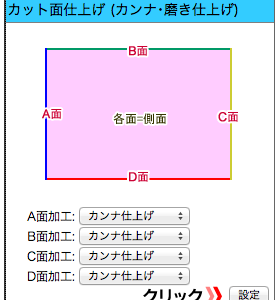 カット面仕上げ (カンナ･磨き仕上げ)
B面
A面
C面
各面=側面
D面
A面加工: カンナ仕上げ
B面加工: カンナ仕上げ
C面加工: カンナ仕上げ
D面加工: カンナ仕上げ
クリック 設定